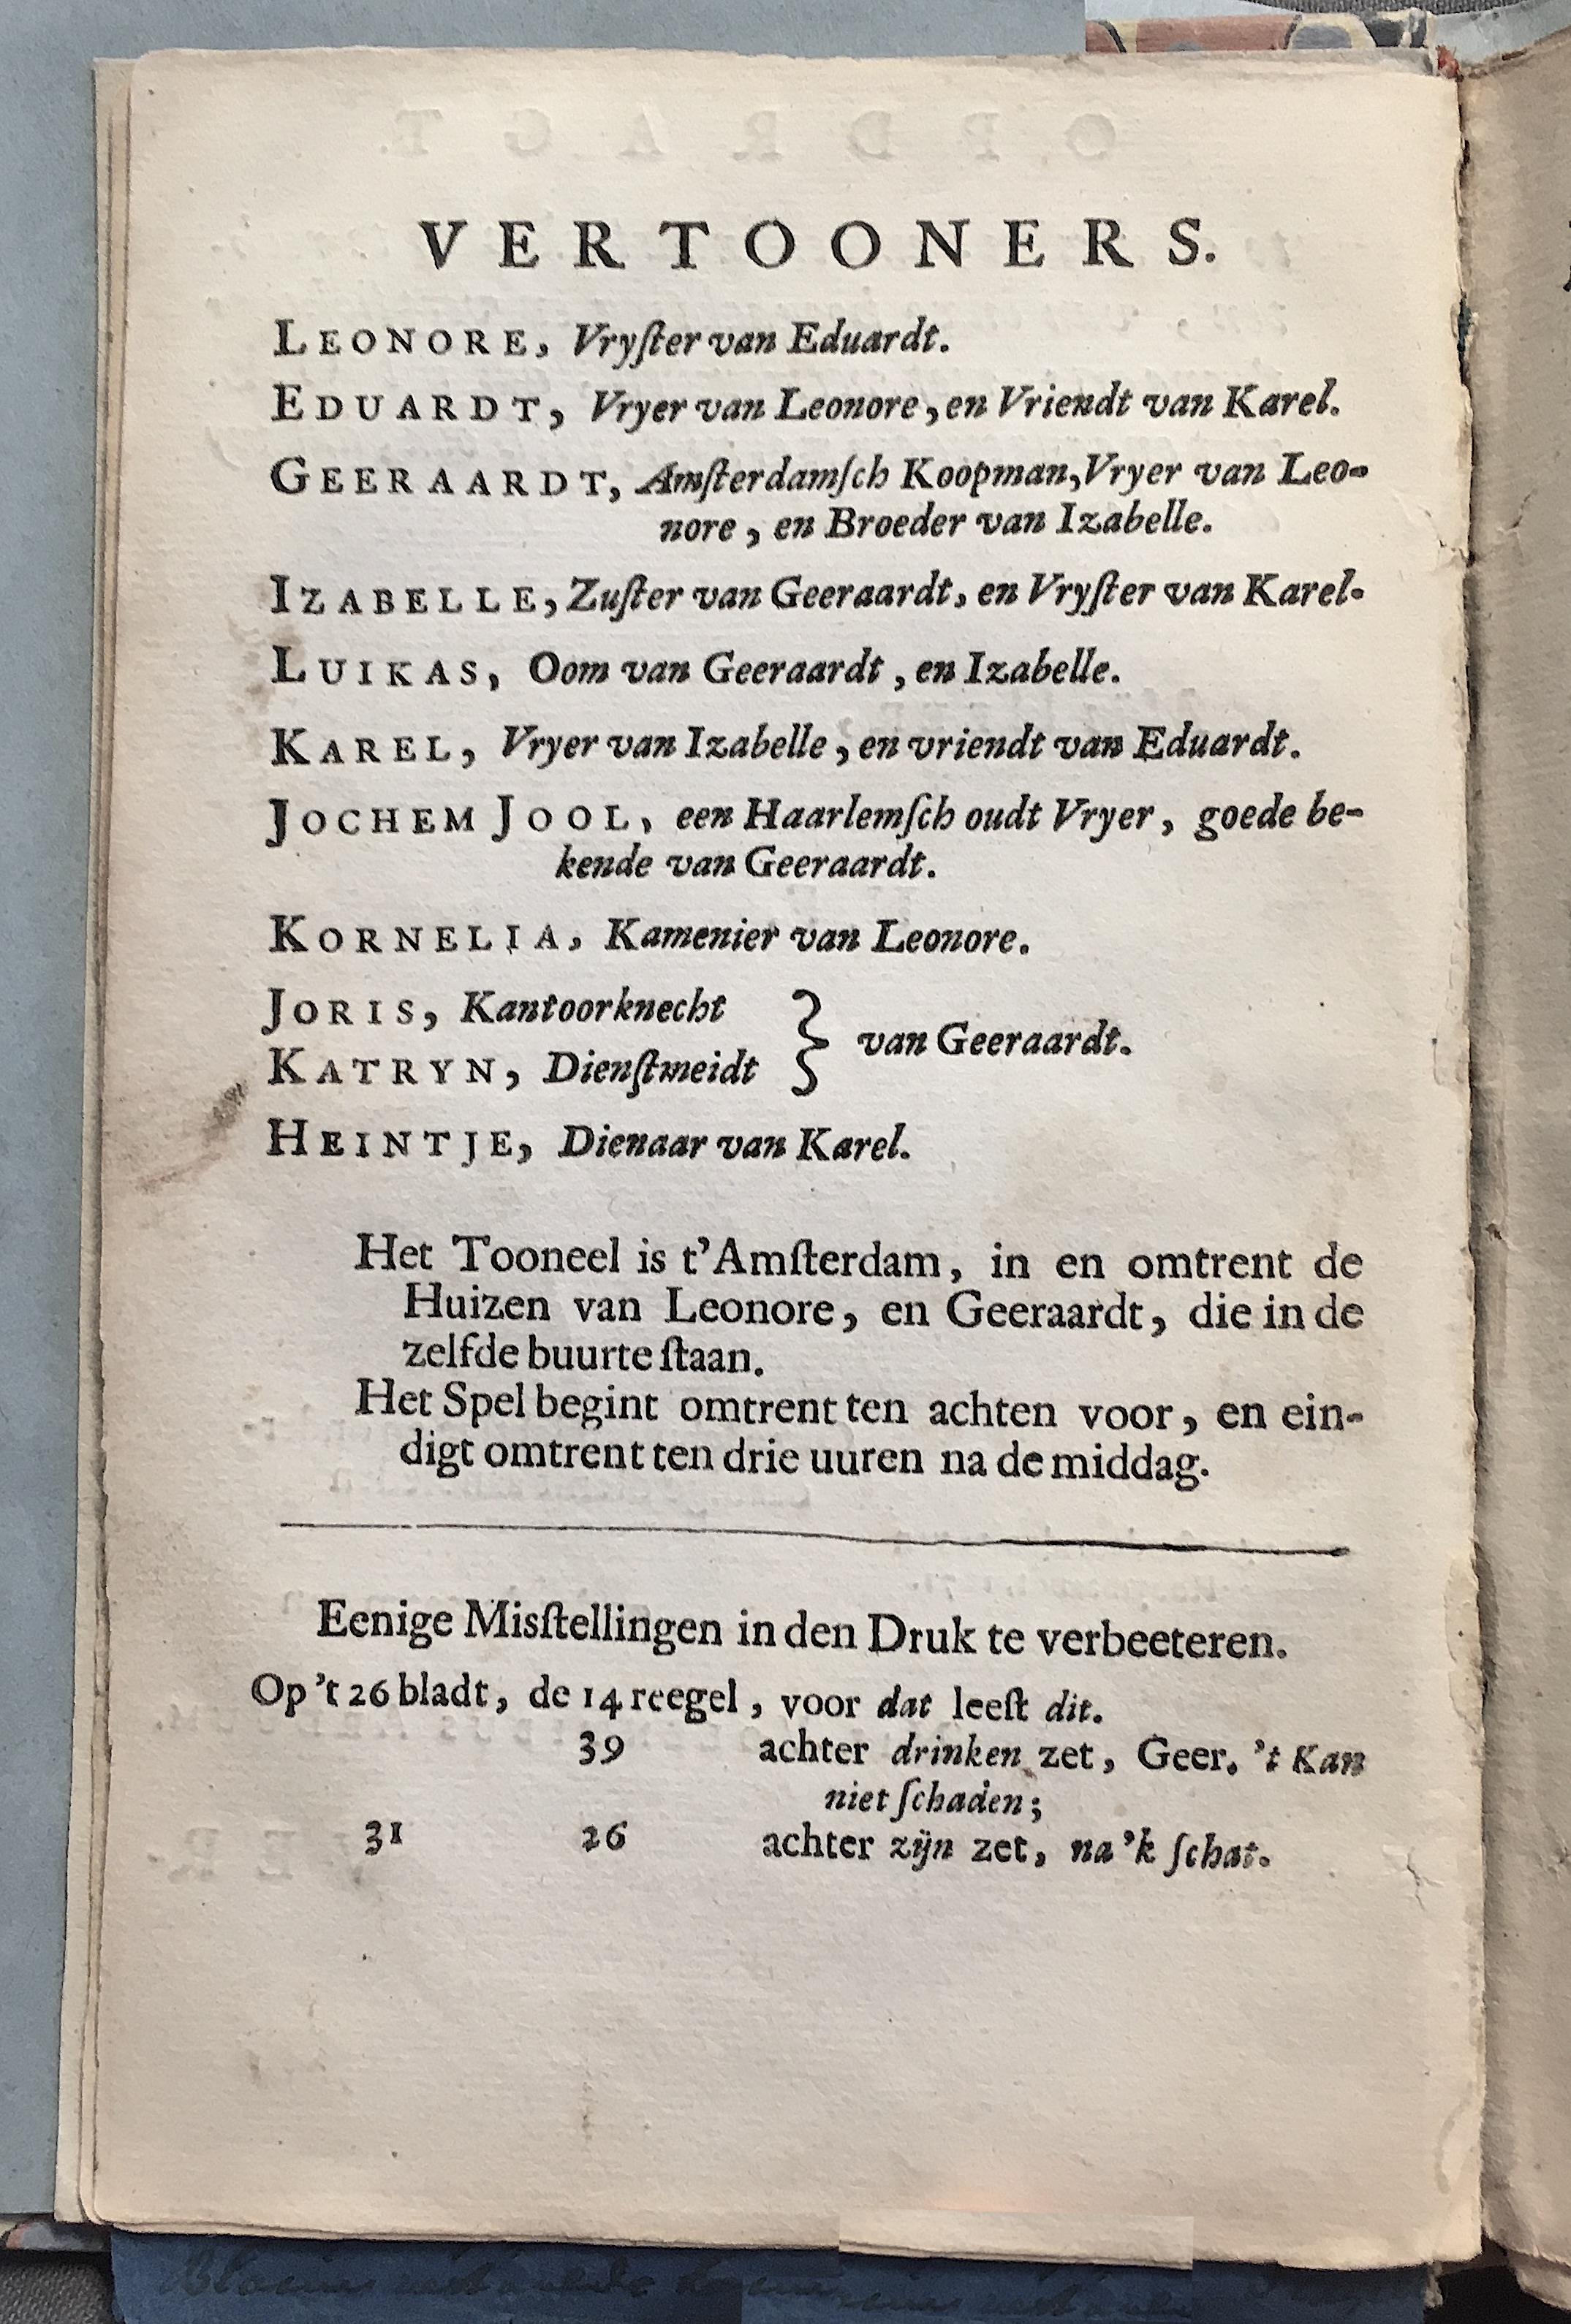 VERTOONERS.
LEONORE, Vryſter van Eduardt.
EDUARDT, Vryer van Leonore, en Vriendt van Karel.
GEERAARDT, Amſterdamſch Koopman, Vryer van Leo-
nore, en Broeder van Izabelle.
IZABELLE, Zuſter van Geeraardt, en Vryſter van Karel.
LUIKAS, Oom van Geeraardt, en Izabelle.
KAREL, Vryer van Izabelle, en vriendt van Eduardt.
JOCHEM JOOL, een Haarlemſch oudt Vryer, goede be-
kende van Geeraardt.
KORNELIA, Kamenier van Leonore.
JORIS, Kantoorknecht
KATRYN, Dienſtmeidt } van Geeraardt.
HEINTJE, Dienaar van Karel.
Het Tooneel is t'Amſterdam, in en omtrent de
Huizen van Leonore, en Geeraardt, die in de
zelfde buurte ſtaan.
Het Spel begint omtrent ten achten voor, en ein-
digt omtrent ten drie uuren na de middag.
Eenige Misſtellingen in den Druk te verbeeteren.
Op 't 26 bladt, de 14 reegel, voor dat leeſt dit.
39 achter drinken zet, Geer. 't Kan
niet ſchaden;
31 26 achter zijn zet, na 'k ſchat.